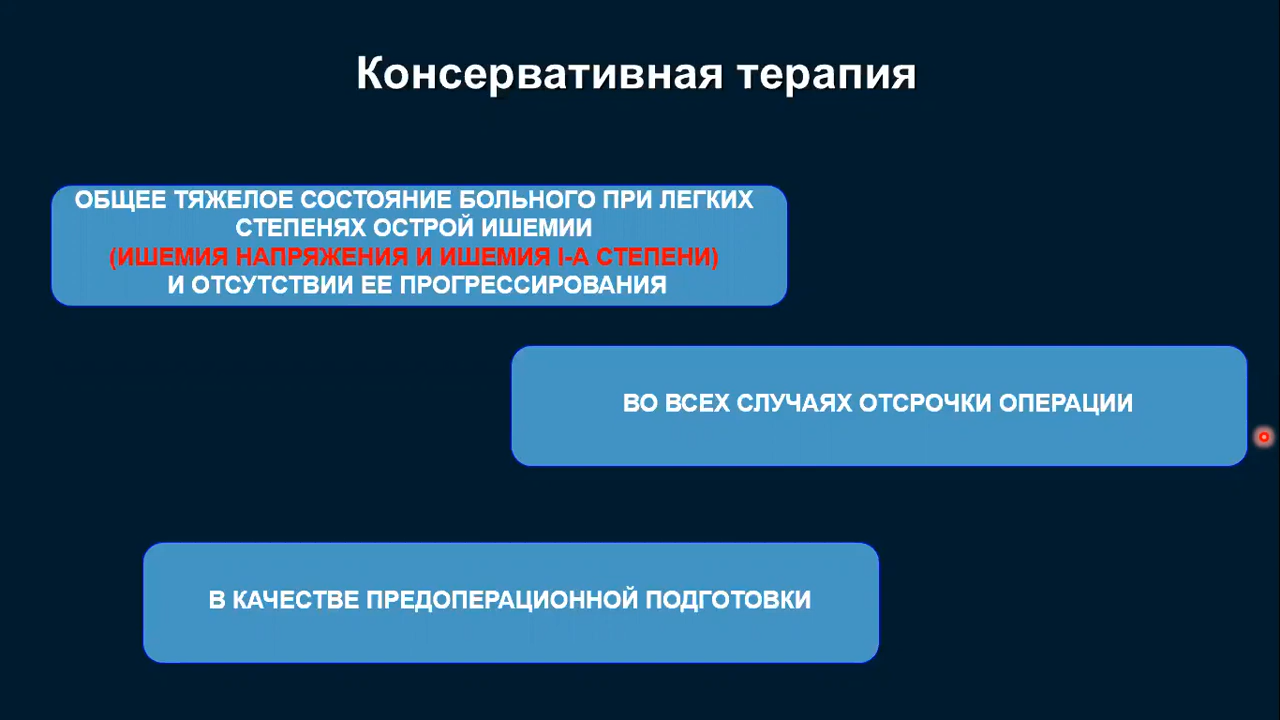 Консервативная терапия
ОБЩЕЕ ТЯЖЕЛОЕ СОСТОЯНИЕ БОЛЬНОГО ПРИ ЛЕГКИХ
СТЕПЕНЯХ ОСТРОЙ ИШЕМИИ
(ИШЕМИЯ НАПРЯЖЕНИЯ И ИШЕМИЯ I-А СТЕПЕНИ)
И ОТСУТСТВИИ ЕЕ ПРОГРЕССИРОВАНИЯ
ВО ВСЕХ СЛУЧАЯХ ОТСРОЧКИ ОПЕРАЦИИ
В КАЧЕСТВЕ ПРЕДОПЕРАЦИОННОЙ ПОДГОТОВКИ